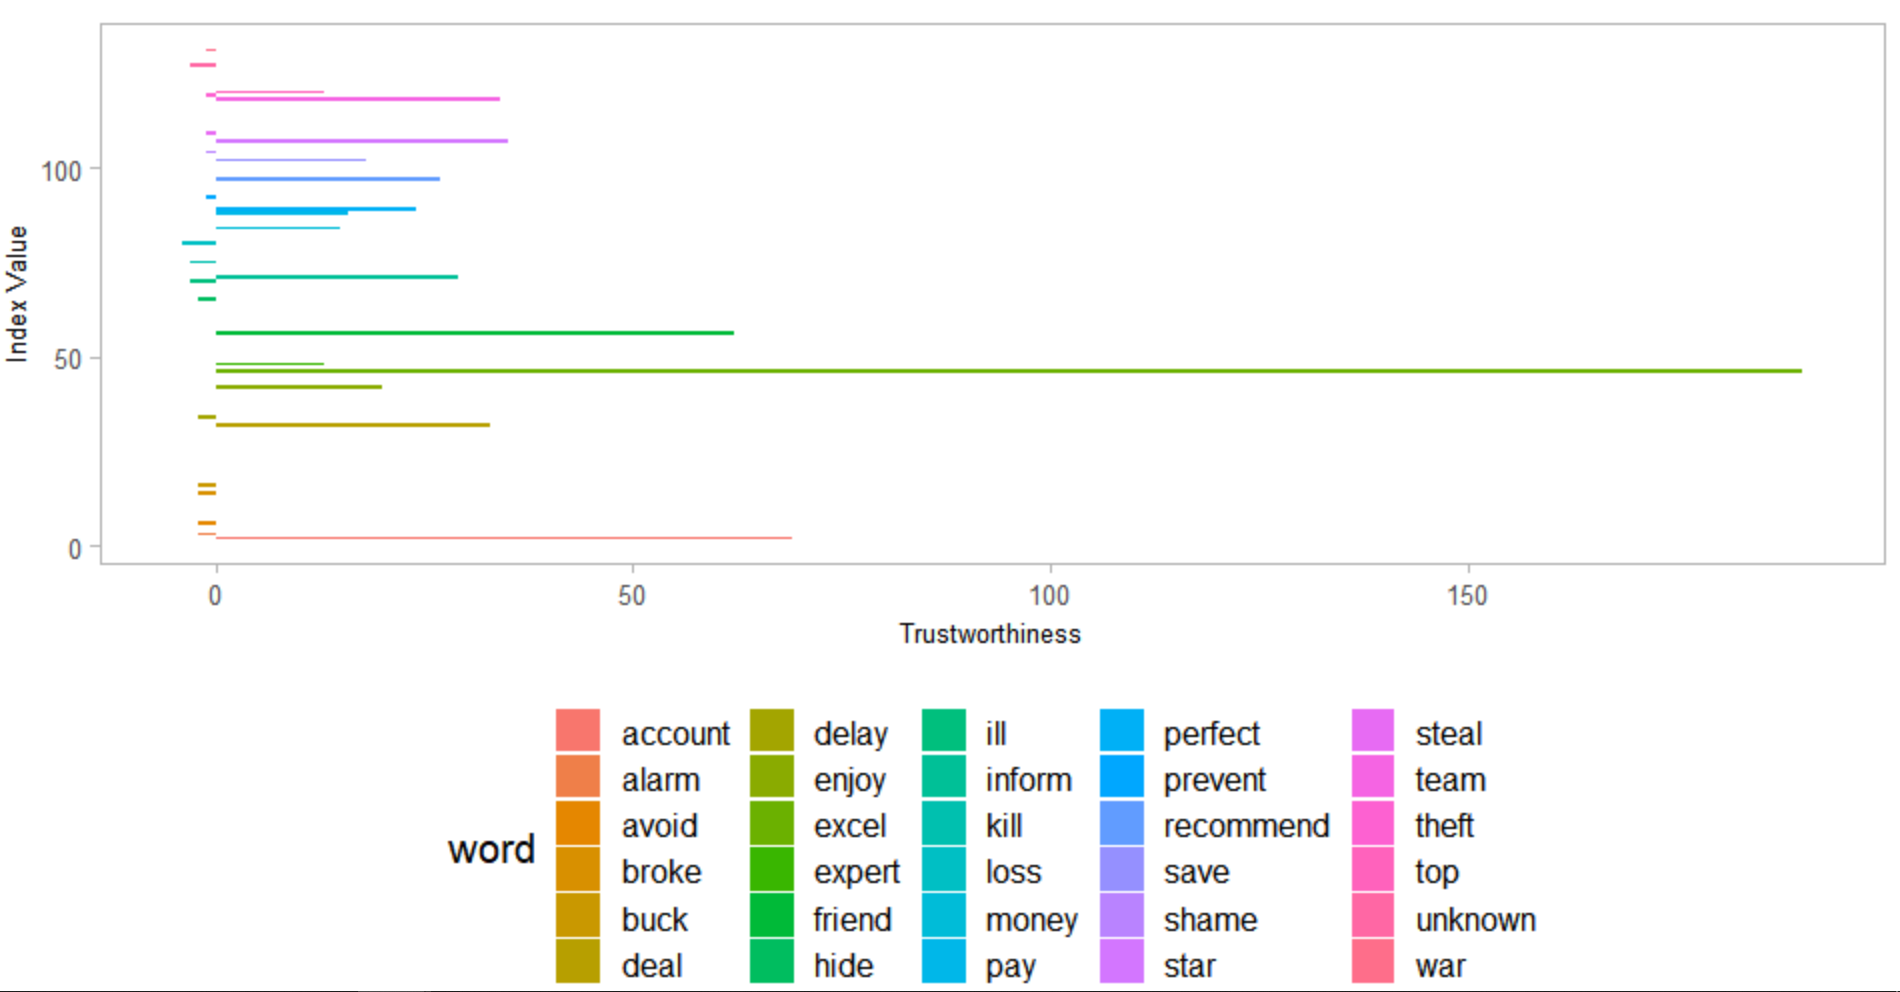 Index Value
100
50
0
0 50 100 150
Trustworthiness
word
account delay ill perfect steal
alarm enjoy inform prevent team
avoid excel kill recommend theft
broke expert loss save top
buck friend money shame unknown
deal hide pay star war